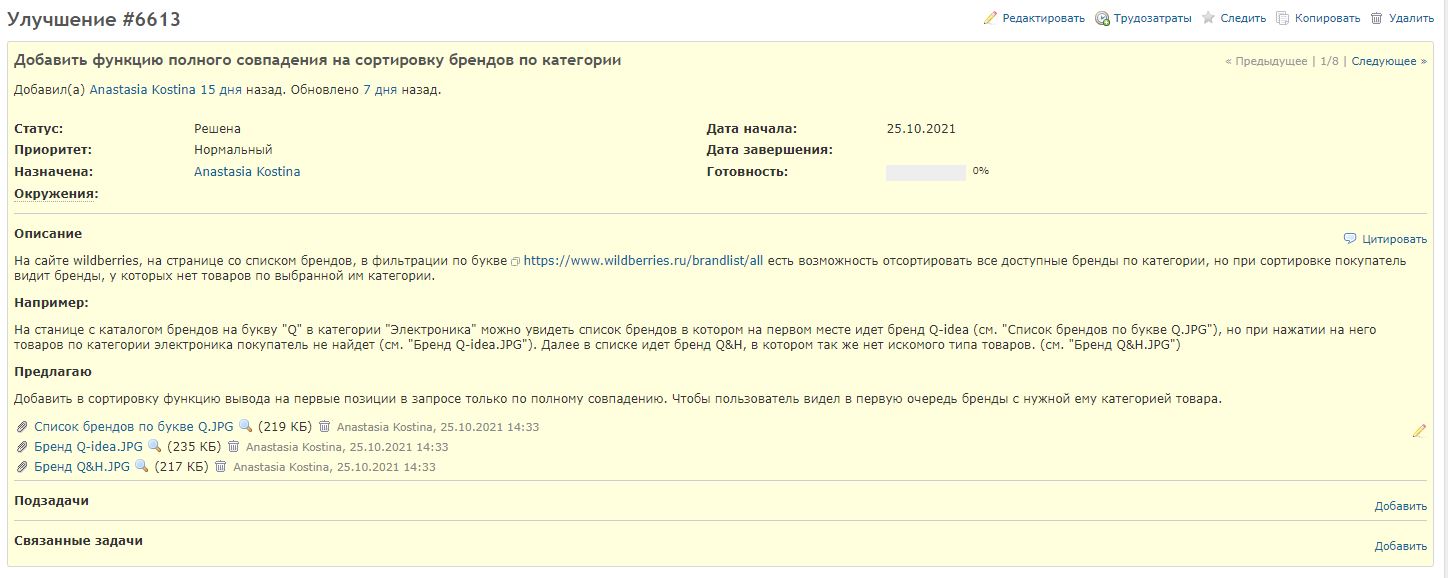 Улучшение #6613
Редактировать Трудозатраты Следить Копировать Удалить
Добавить функцию полного совпадения на сортировку брендов по категории
« Предыдущее | 1/8 | Следующее »
Добавил(а) Anastasia Kostina 15 дня назад. Обновлено 7 дня назад.
Статус: Решена Дата начала: 25.10.2021
Приоритет: Нормальный Дата завершения:
Назначена: Anastasia Kostina Готовность: 0%
Окружения:
Описание
Цитировать
На сайте wildberries, на странице со списком брендов, в фильтрации по букве https://www.wildberries.ru/brandlist/all есть возможность отсортировать все доступные бренды по категории, но при сортировке покупатель
видит бренды, у которых нет товаров по выбранной им категории.
Например:
На станице с каталогом брендов на букву "Q" в категории "Электроника" можно увидеть список брендов в котором на первом месте идет бренд Q-idea (см. "Список брендов по букве Q.JPG"), но при нажатии на него
товаров по категории электроника покупатель не найдет (см. "Бренд Q-idea.JPG"). Далее в списке идет бренд Q&H, в котором так же нет искомого типа товаров. (см. "Бренд Q&H.JPG")
Предлагаю
Добавить в сортировку функцию вывода на первые позиции в запросе только по полному совпадению. Чтобы пользователь видел в первую очередь бренды с нужной ему категорией товара.
Список брендов по букве Q.JPG (219 КБ) Anastasia Kostina, 25.10.2021 14:33
Бренд Q-idea.JPG (235 КБ) Anastasia Kostina, 25.10.2021 14:33
Бренд Q&H.JPG (217 КБ) Anastasia Kostina, 25.10.2021 14:33
Подзадачи
Добавить
Связанные задачи
Добавить